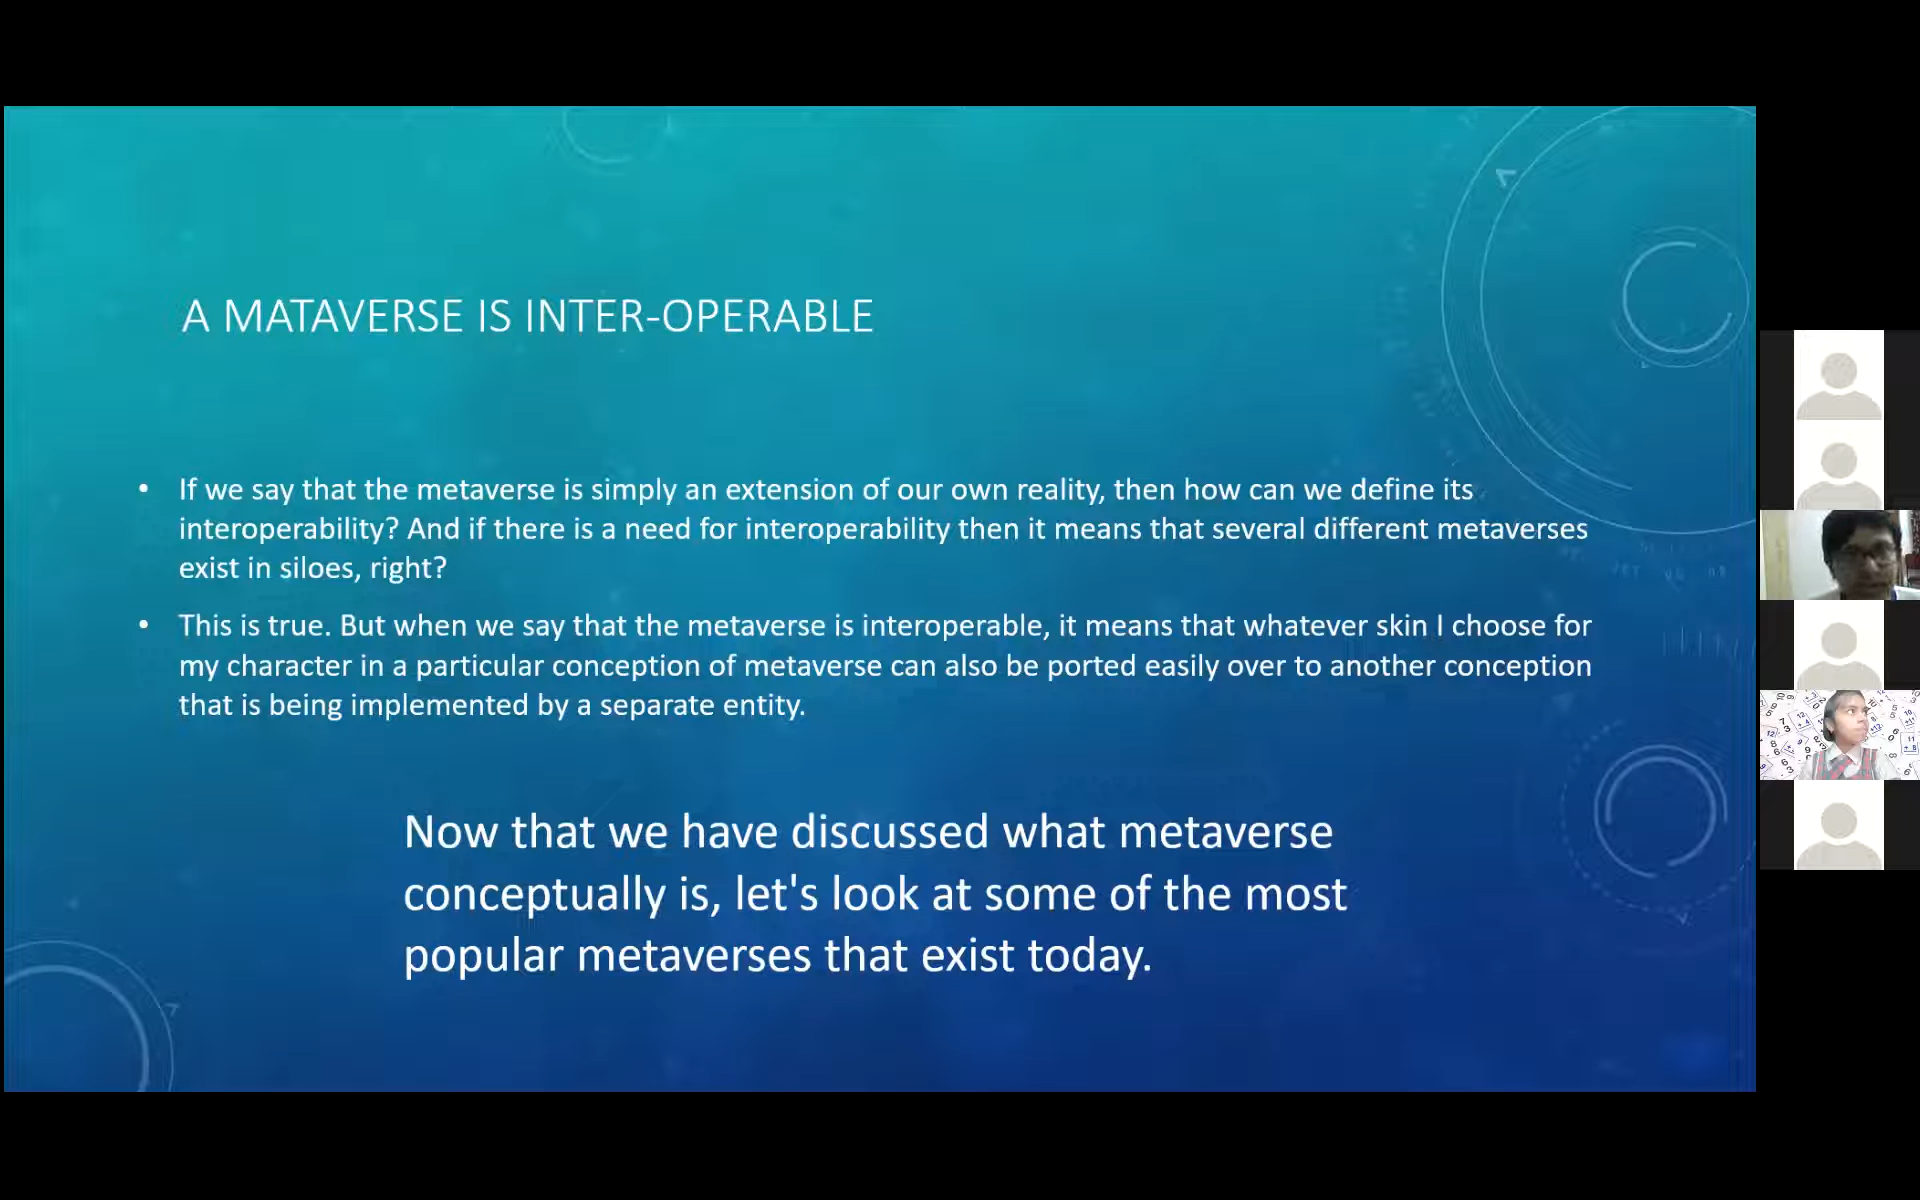 A MATAVERSE IS INTER-OPERABLE
• If we say that the metaverse is simply an extension of our own reality, then how can we define its
interoperability? And if there is a need for interoperability then it means that several different metaverses
exist in siloes, right?
• This is true. But when we say that the metaverse is interoperable, it means that whatever skin I choose for
my character in a particular conception of metaverse can also be ported easily over to another conception
that is being implemented by a separate entity.
Now that we have discussed what metaverse
conceptually is, let's look at some of the most
popular metaverses that exist today.